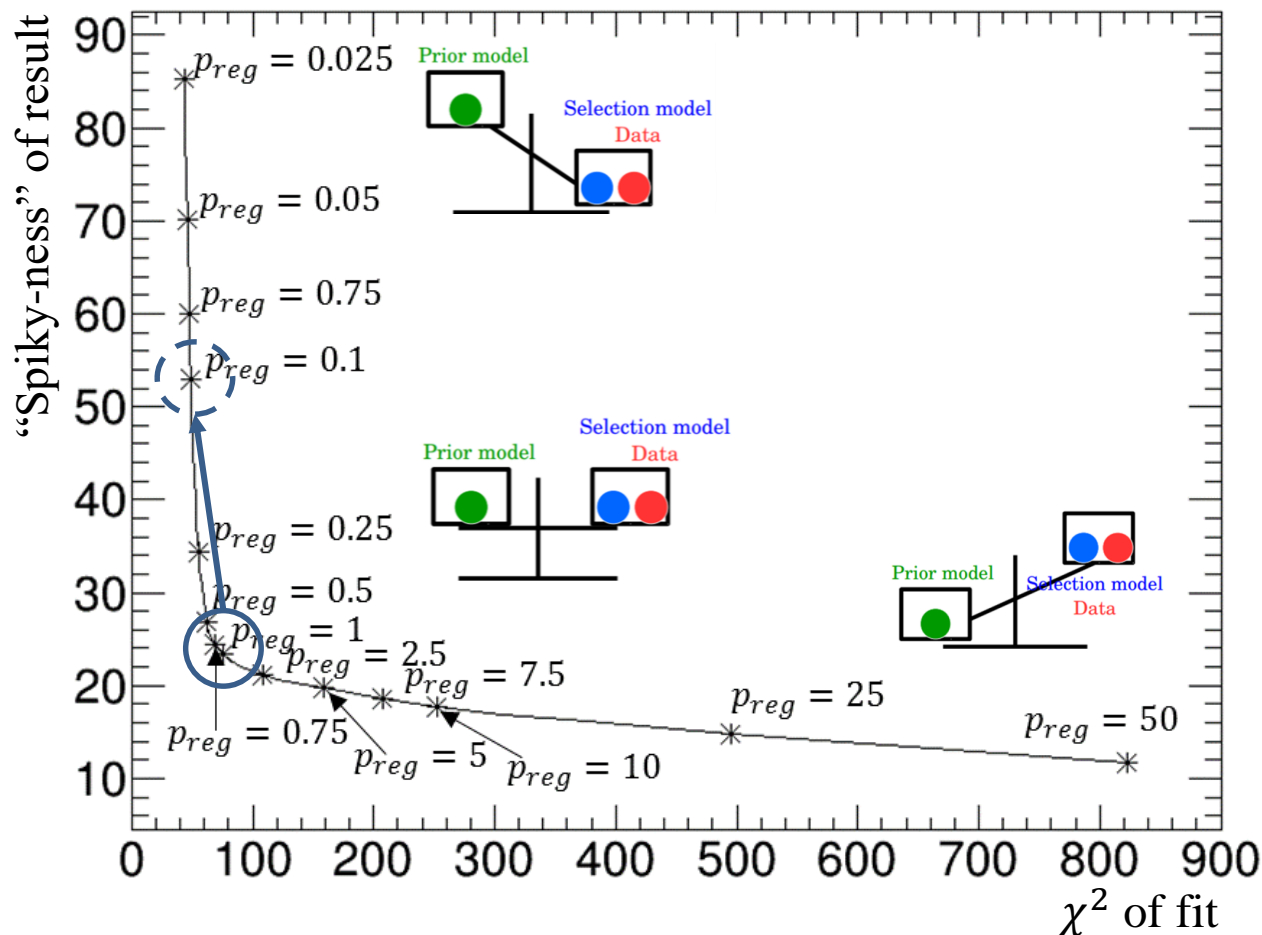 “Spiky-ness” of result
90
80
70
60
50
40
30
20
10
p_reg = 0.025
p_reg = 0.05
p_reg = 0.75
p_reg = 0.1
p_reg = 0.25
p_reg = 0.5
p_reg = 1
p_reg = 2.5
p_reg = 7.5
p_reg = 25
p_reg = 50
p_reg = 0.75
p_reg = 5
p_reg = 10
Prior model
Selection model
Data
Prior model
Selection model
Data
Prior model
Selection model
Data
0 100 200 300 400 500 600 700 800 900
χ² of fit